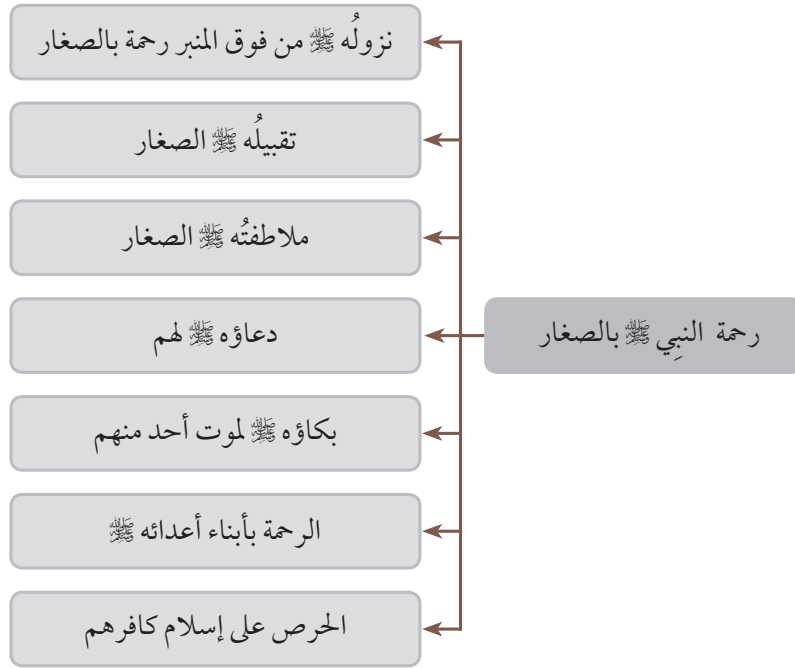 رحمة النبِي ﷺ بالصغار
نزولُه ﷺ من فوق المنبر رحمة بالصغار
تقبيلُه ﷺ الصغار
ملاطفتُه ﷺ الصغار
دعاؤه ﷺ لهم
بكاؤه ﷺ لموت أحد منهم
الرحمة بأبناء أعدائه ﷺ
الحرص على إسلام كافرهم